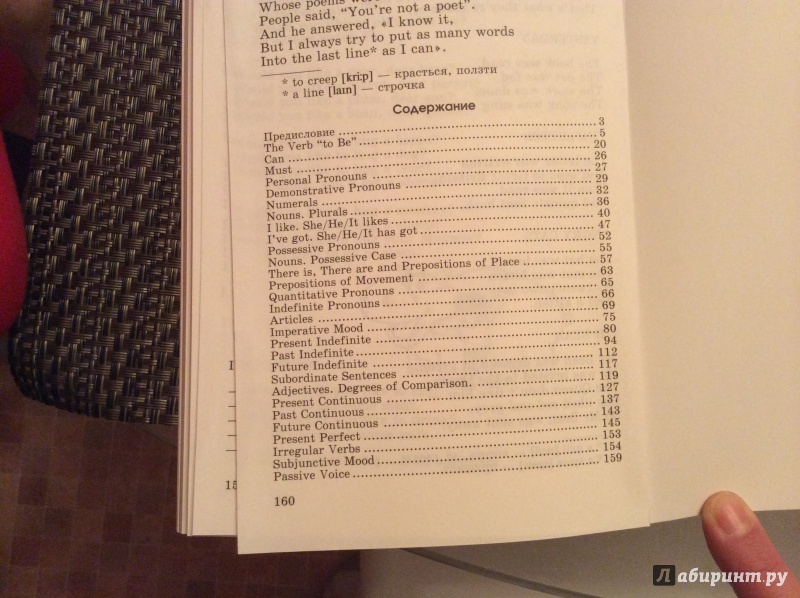 Whose poems
People said, "You're not a poet".
And he answered, «I know it,
But I always try to put as many words
Into the last line* as I can».
* to creep [kri:p] — красться, ползти
* a line [laın] — строчка
Содержание
Предисловие ........ 3
The Verb “to Be” ........ 5
Can ........ 20
Must ........ 26
Personal Pronouns ........ 27
Demonstrative Pronouns ........ 29
Numerals ........ 32
Nouns. Plurals ........ 36
I like. She/He/It likes ........ 40
I've got. She/He/It has got ........ 47
Possessive Pronouns ........ 52
Nouns. Possessive Case ........ 55
There is, There are and Prepositions of Place ........ 57
Prepositions of Movement ........ 63
Quantitative Pronouns ........ 65
Indefinite Pronouns ........ 66
Articles ........ 69
Imperative Mood ........ 75
Present Indefinite ........ 80
Past Indefinite ........ 94
Future Indefinite ........ 112
Subordinate Sentences ........ 117
Adjectives. Degrees of Comparison. ........ 119
Present Continuous ........ 127
Past Continuous ........ 137
Future Continuous ........ 143
Present Perfect ........ 145
Irregular Verbs ........ 153
Subjunctive Mood ........ 154
Passive Voice ........ 159
160
Лабиринт.ру